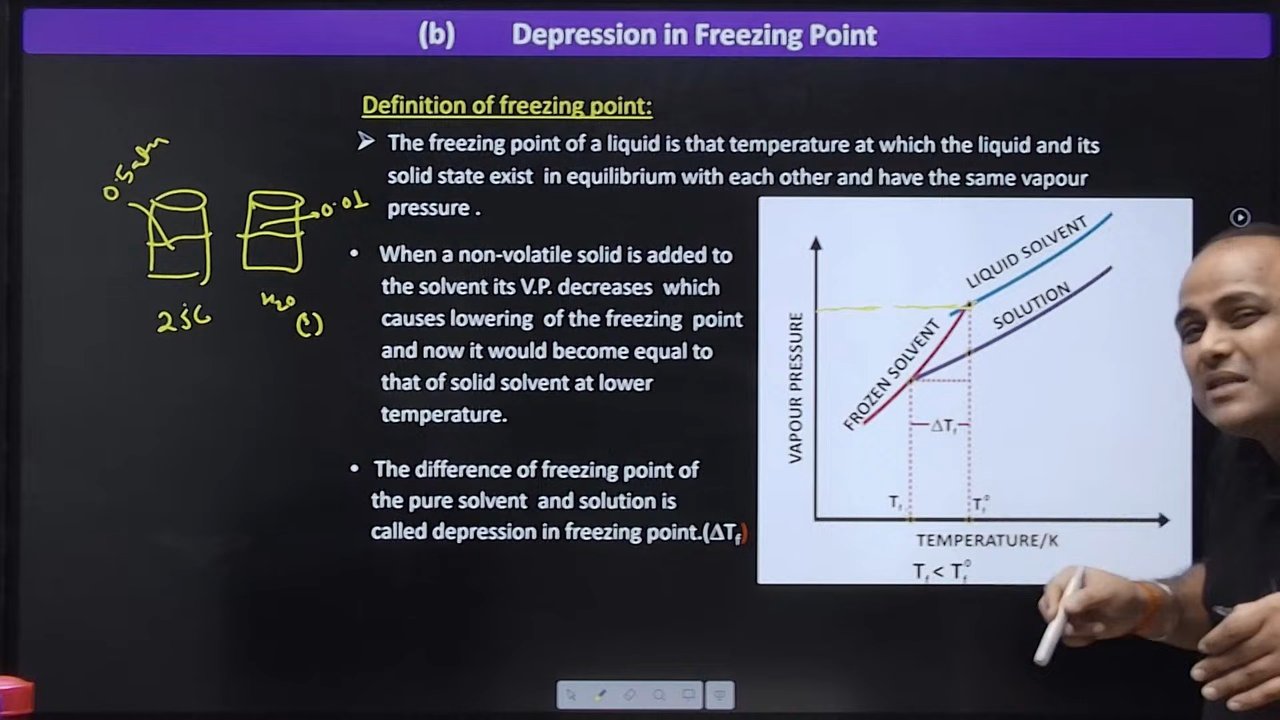 (b) Depression in Freezing Point
Definition of freezing point:
➢ The freezing point of a liquid is that temperature at which the liquid and its
solid state exist in equilibrium with each other and have the same vapour
pressure .
• When a non-volatile solid is added to
the solvent its V.P. decreases which
causes lowering of the freezing point
and now it would become equal to
that of solid solvent at lower
temperature.
• The difference of freezing point of
the pure solvent and solution is
called depression in freezing point.(ΔTf)
0.5 atm
0.01
25c
H2O
(l)
LIQUID SOLVENT
SOLUTION
FROZEN SOLVENT
VAPOUR PRESSURE
ΔTf
Tf
Tf°
TEMPERATURE/K
Tf < Tf°